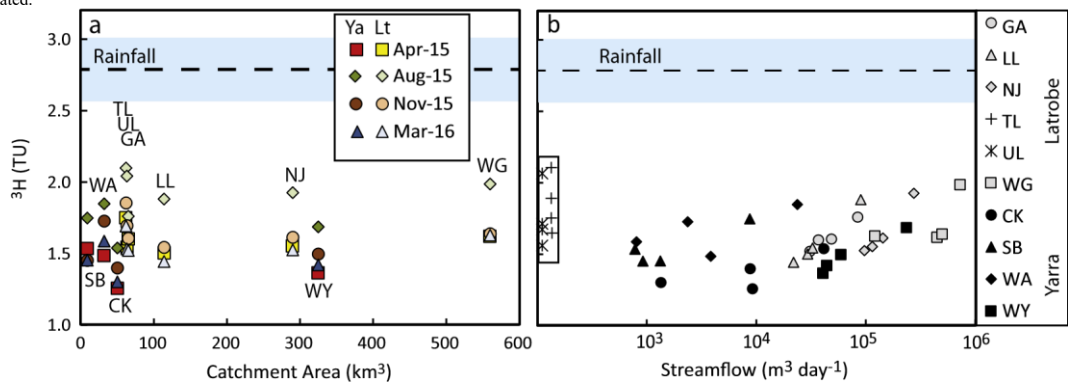 ated.
a
Ya Lt
Apr-15
Aug-15
Nov-15
Mar-16
Rainfall
3.0
2.5
2.0
1.5
1.0
³H (TU)
TL
UL
GA
WA
LL
NJ
WG
SB
CK
WY
0 100 200 300 400 500 600
Catchment Area (km³)
b
Rainfall
10³ 10⁴ 10⁵ 10⁶
Streamflow (m³ day⁻¹)
GA
LL
NJ
TL
UL
WG
CK
SB
WA
WY
Latrobe
Yarra